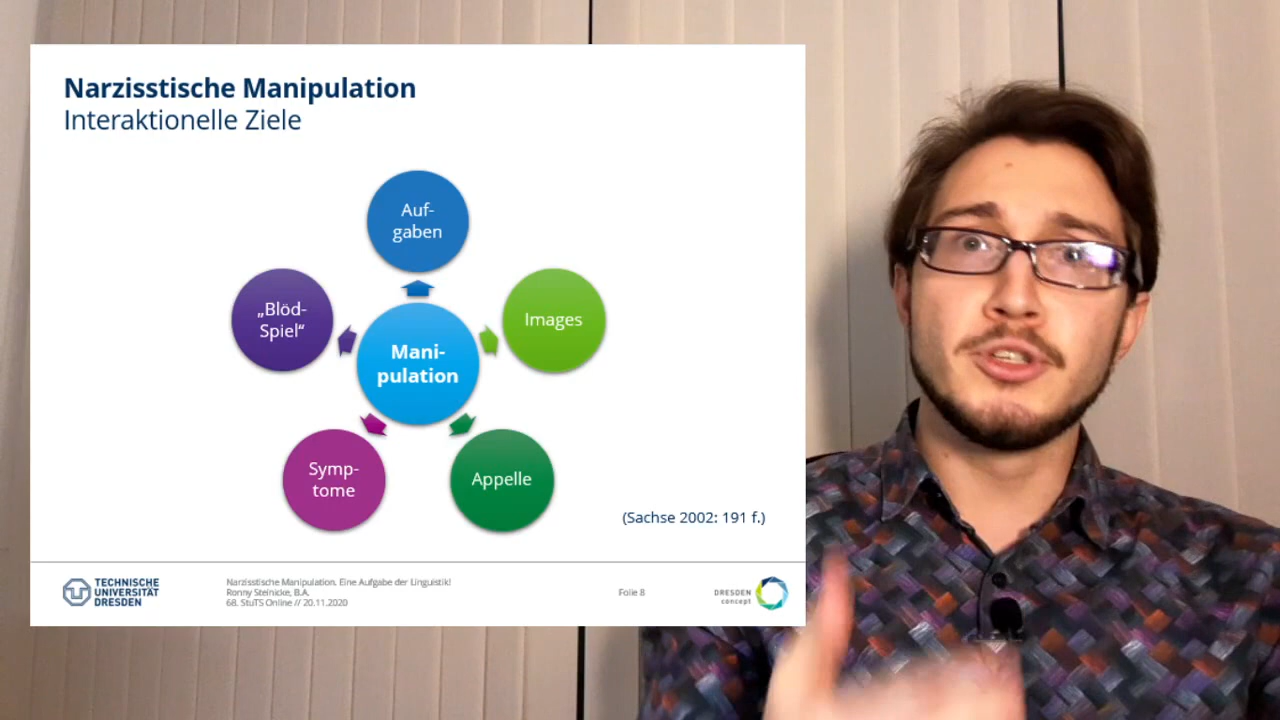 Narzisstische Manipulation
Interaktionelle Ziele
Auf-
gaben
„Blöd-
Spiel“
Images
Mani-
pulation
Symp-
tome
Appelle
(Sachse 2002: 191 f.)
TECHNISCHE
UNIVERSITÄT
DRESDEN
Narzisstische Manipulation. Eine Aufgabe der Linguistik!
Ronny Steinicke, B.A.
68. StuTS Online // 20.11.2020
Folie 8
DRESDEN
concept